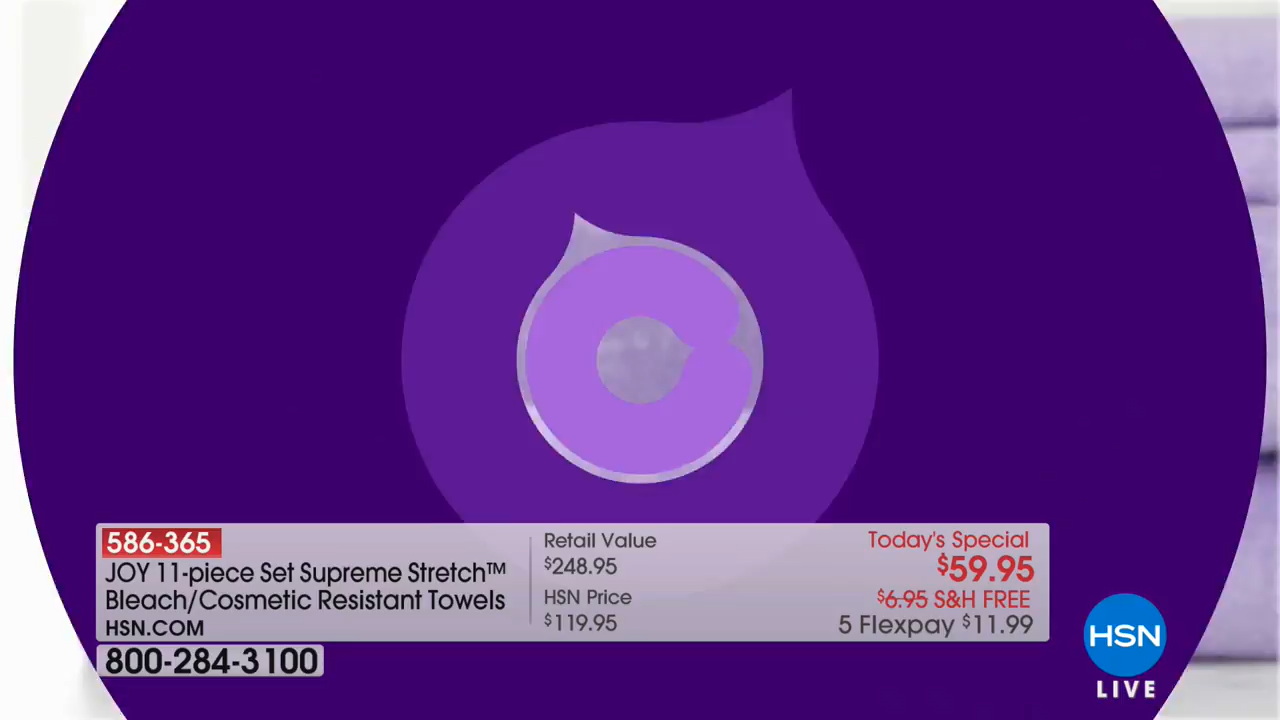 586-365
JOY 11-piece Set Supreme Stretch™
Bleach/Cosmetic Resistant Towels
HSN.COM
800-284-3100
Retail Value
$248.95
HSN Price
$119.95
Today's Special
$59.95
$6.95 S&H FREE
5 Flexpay $11.99
HSN
LIVE